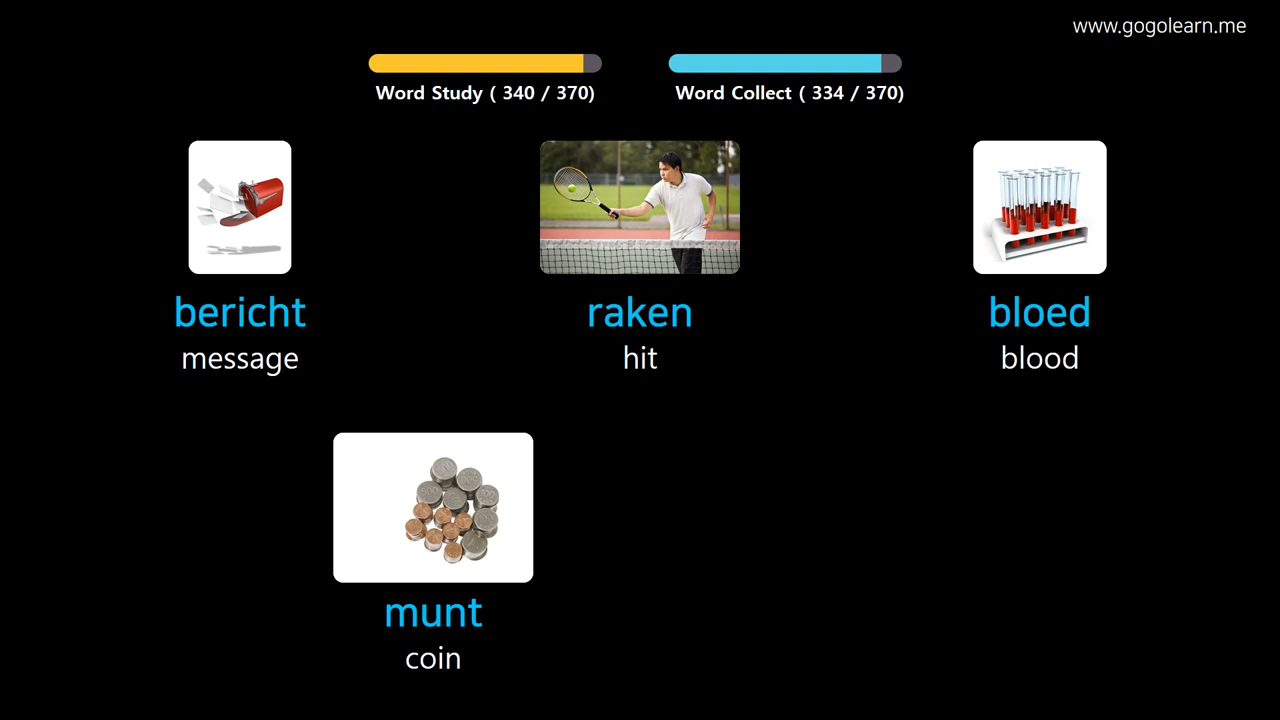 www.gogolearn.me
Word Study ( 340 / 370)
Word Collect ( 334 / 370)
bericht
message
raken
hit
bloed
blood
munt
coin